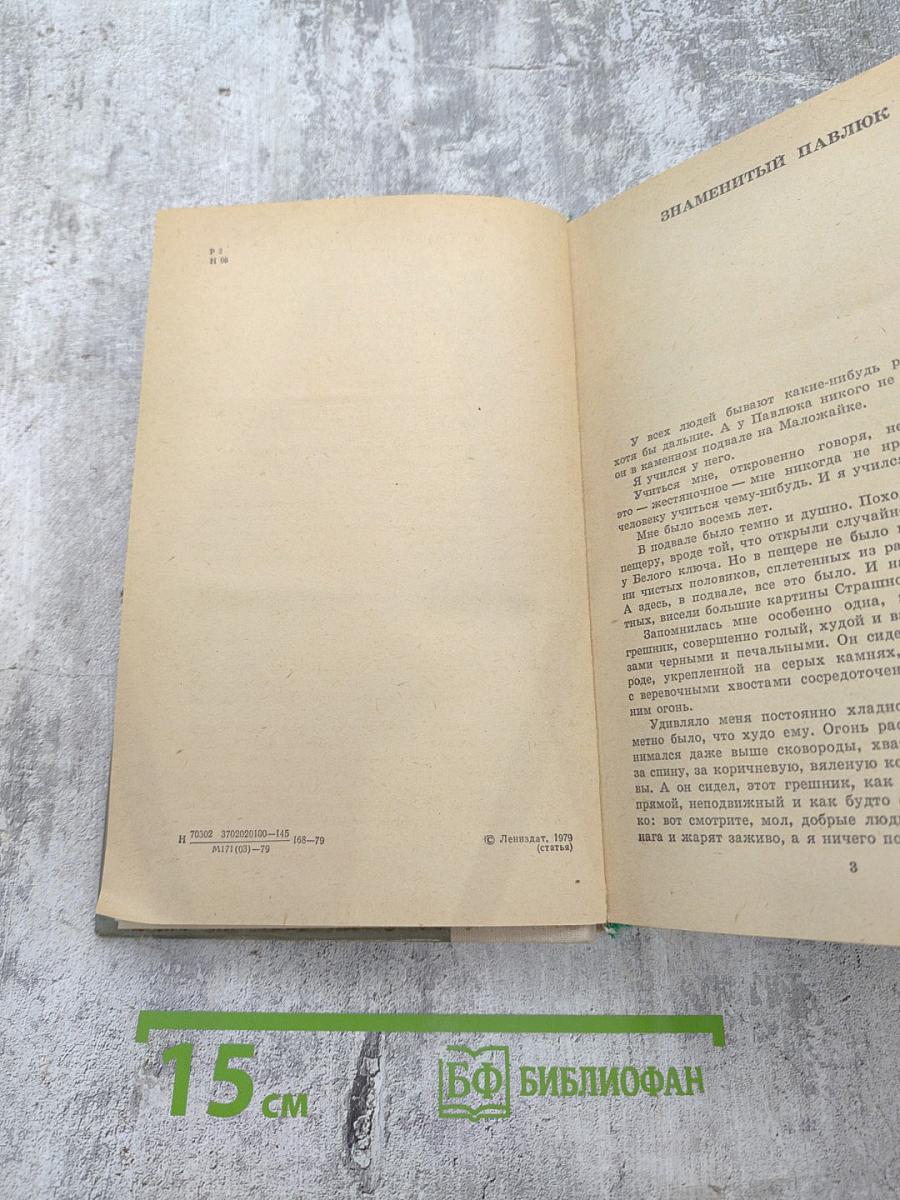 Р 2
Н 60
Н 70302 3702020100—145 168—79
М171(03)—79
© Лениздат, 1979
(статья)
ЗНАМЕНИТЫЙ ПАВЛЮК
У всех людей бывают какие-нибудь р
хотя бы дальние. А у Павлюка никого не
он в каменном подвале на Маложайке.
Я учился у него.
Учиться мне, откровенно говоря, не
это — жестяночное — мне никогда не нр
человеку учиться чему-нибудь. И я учился
Мне было восемь лет.
В подвале было темно и душно. Похо
пещеру, вроде той, что открыли случайн
у Белого ключа. Но в пещере не было
ни чистых половиков, сплетенных из ра
А здесь, в подвале, все это было. И на
тных, висели большие картины Страшно
Запомнилась мне особенно одна,
грешник, совершенно голый, худой и в
зами черными и печальными. Он сиде
роде, укрепленной на серых камнях,
с веревочными хвостами сосредоточен
ним огонь.
Удивляло меня постоянно хладно
метно было, что худо ему. Огонь рас
нимался даже выше сковороды, хва
за спину, за коричневую, вяленую ко
вы. А он сидел, этот грешник, как
прямой, неподвижный и как будто
ко: вот смотрите, мол, добрые люд
нага и жарят заживо, а я ничего по
3
15 см
БФ БИБЛИОФАН